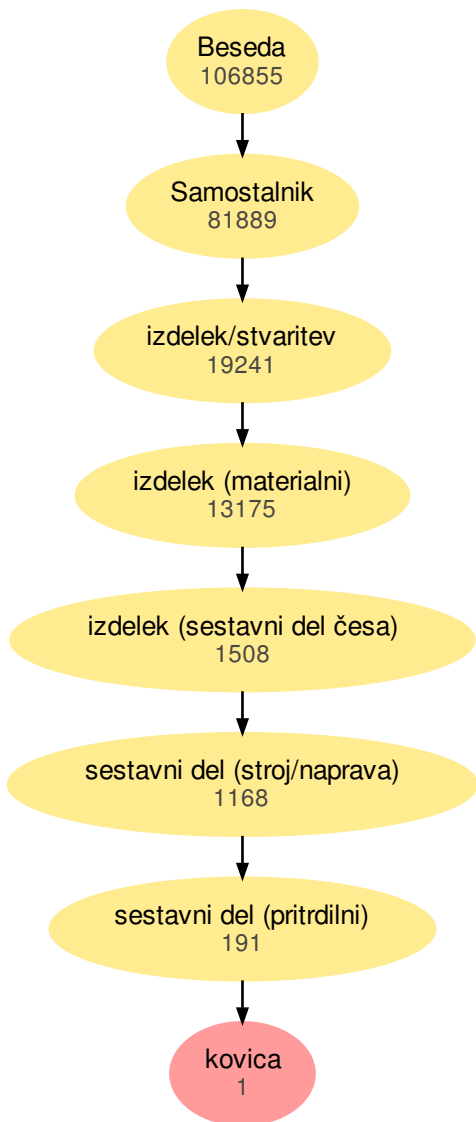 Beseda
106855
Samostalnik
81889
izdelek/stvaritev
19241
izdelek (materialni)
13175
izdelek (sestavni del česa)
1508
sestavni del (stroj/naprava)
1168
sestavni del (pritrdilni)
191
kovica
1